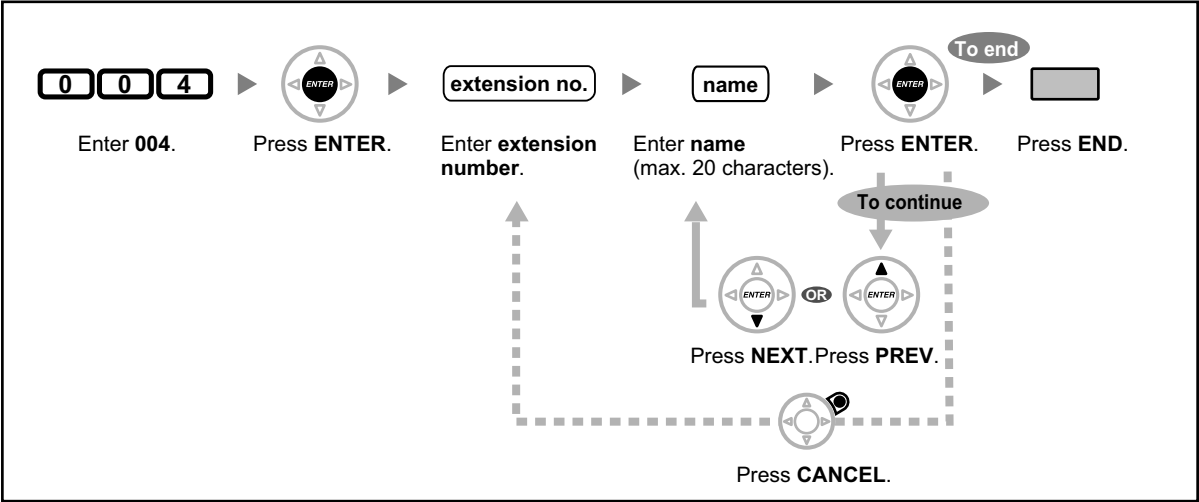 To end
0 0 4
ENTER
extension no.
name
ENTER
Enter 004.
Press ENTER.
Enter extension
number.
Enter name
(max. 20 characters).
Press ENTER.
Press END.
To continue
ENTER
OR
ENTER
Press NEXT.
Press PREV.
Press CANCEL.